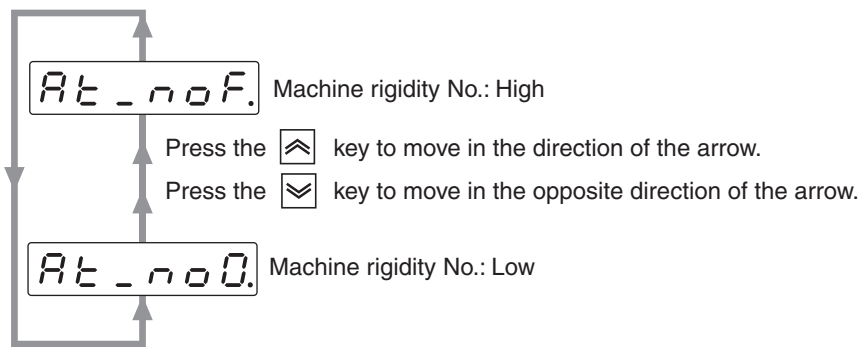 At_noF. Machine rigidity No.: High
Press the key to move in the direction of the arrow.
Press the key to move in the opposite direction of the arrow.
At_no0. Machine rigidity No.: Low